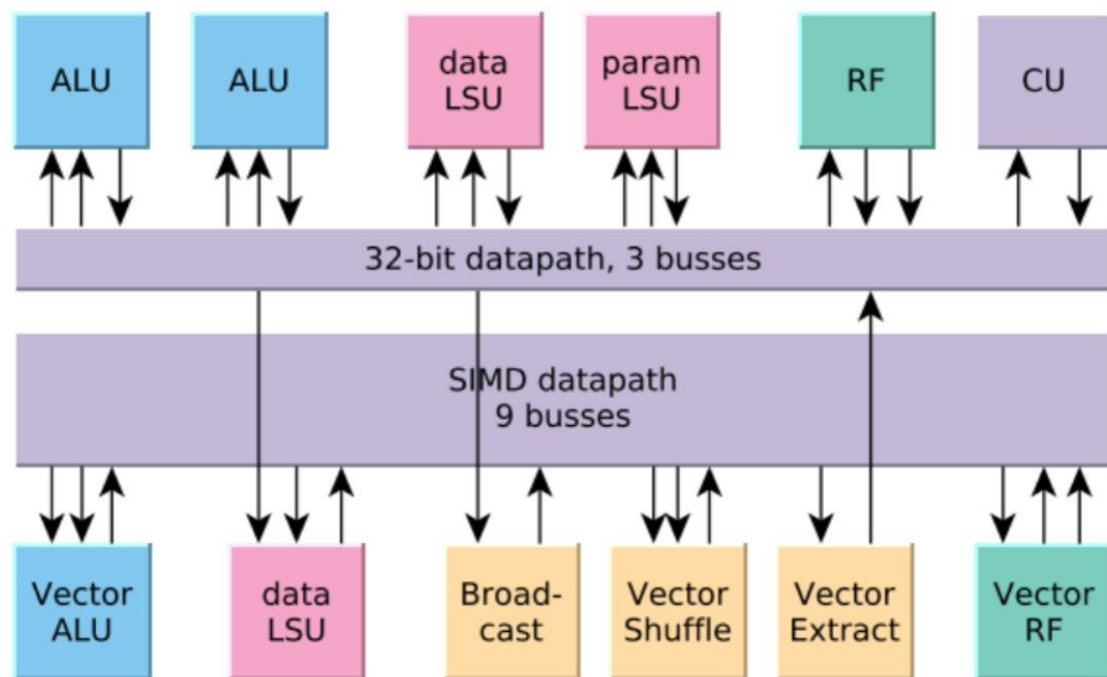 ALU
ALU
data
LSU
param
LSU
RF
CU
32-bit datapath, 3 busses
SIMD datapath
9 busses
Vector
ALU
data
LSU
Broad-
cast
Vector
Shuffle
Vector
Extract
Vector
RF